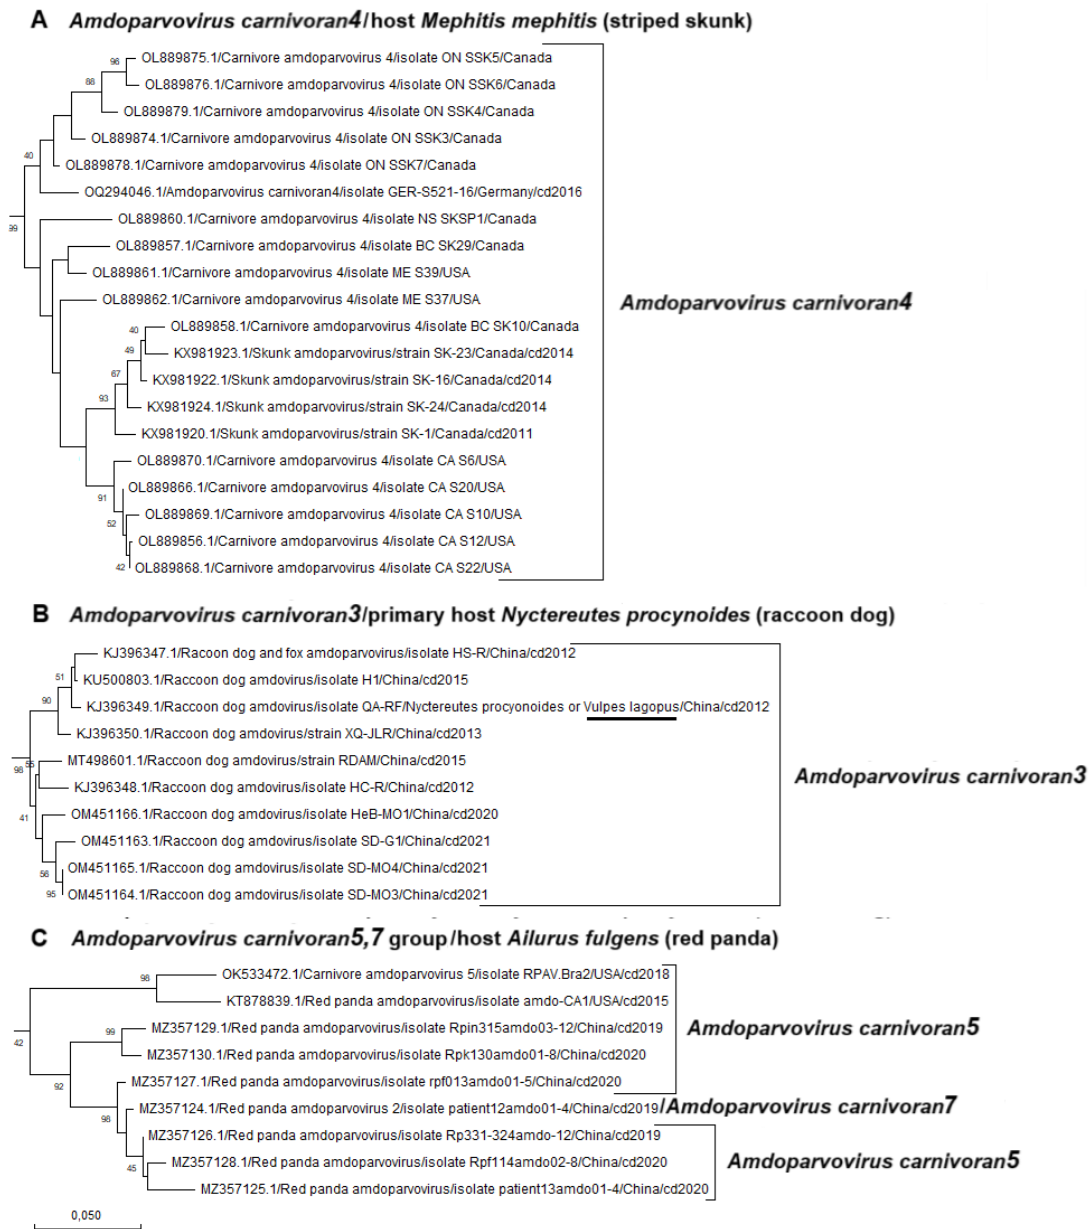 A Amdoparvovirus carnivoran4/host Mephitis mephitis (striped skunk)
OL889875.1/Carnivore amdoparvovirus 4/isolate ON SSK5/Canada
96
88
OL889876.1/Carnivore amdoparvovirus 4/isolate ON SSK6/Canada
OL889879.1/Carnivore amdoparvovirus 4/isolate ON SSK4/Canada
OL889874.1/Carnivore amdoparvovirus 4/isolate ON SSK3/Canada
40
OL889878.1/Carnivore amdoparvovirus 4/isolate ON SSK7/Canada
OQ294046.1/Amdoparvovirus carnivoran4/isolate GER-S521-16/Germany/cd2016
99
OL889860.1/Carnivore amdoparvovirus 4/isolate NS SKSP1/Canada
OL889857.1/Carnivore amdoparvovirus 4/isolate BC SK29/Canada
OL889861.1/Carnivore amdoparvovirus 4/isolate ME S39/USA
OL889862.1/Carnivore amdoparvovirus 4/isolate ME S37/USA
Amdoparvovirus carnivoran4
OL889858.1/Carnivore amdoparvovirus 4/isolate BC SK10/Canada
40
49
KX981923.1/Skunk amdoparvovirus/strain SK-23/Canada/cd2014
67
KX981922.1/Skunk amdoparvovirus/strain SK-16/Canada/cd2014
93
KX981924.1/Skunk amdoparvovirus/strain SK-24/Canada/cd2014
KX981920.1/Skunk amdoparvovirus/strain SK-1/Canada/cd2011
OL889870.1/Carnivore amdoparvovirus 4/isolate CA S6/USA
91
OL889866.1/Carnivore amdoparvovirus 4/isolate CA S20/USA
OL889869.1/Carnivore amdoparvovirus 4/isolate CA S10/USA
52
OL889856.1/Carnivore amdoparvovirus 4/isolate CA S12/USA
42
OL889868.1/Carnivore amdoparvovirus 4/isolate CA S22/USA
B Amdoparvovirus carnivoran3/primary host Nyctereutes procynoides (raccoon dog)
KJ396347.1/Racoon dog and fox amdoparvovirus/isolate HS-R/China/cd2012
51
KU500803.1/Raccoon dog amdovirus/isolate H1/China/cd2015
90
KJ396349.1/Raccoon dog amdovirus/isolate QA-RF/Nyctereutes procyonoides or Vulpes lagopus/China/cd2012
KJ396350.1/Raccoon dog amdovirus/strain XQ-JLR/China/cd2013
98
55
MT498601.1/Raccoon dog amdovirus/strain RDAM/China/cd2015
Amdoparvovirus carnivoran3
KJ396348.1/Raccoon dog amdovirus/isolate HC-R/China/cd2012
41
OM451166.1/Raccoon dog amdovirus/isolate HeB-MO1/China/cd2020
OM451163.1/Raccoon dog amdovirus/isolate SD-G1/China/cd2021
56
OM451165.1/Raccoon dog amdovirus/isolate SD-MO4/China/cd2021
95
OM451164.1/Raccoon dog amdovirus/isolate SD-MO3/China/cd2021
C Amdoparvovirus carnivoran5,7 group/host Ailurus fulgens (red panda)
98
OK533472.1/Carnivore amdoparvovirus 5/isolate RPAV.Bra2/USA/cd2018
KT878839.1/Red panda amdoparvovirus/isolate amdo-CA1/USA/cd2015
99
MZ357129.1/Red panda amdoparvovirus/isolate Rpin315amdo03-12/China/cd2019
Amdoparvovirus carnivoran5
42
MZ357130.1/Red panda amdoparvovirus/isolate Rpk130amdo01-8/China/cd2020
92
MZ357127.1/Red panda amdoparvovirus/isolate rpf013amdo01-5/China/cd2020
98
MZ357124.1/Red panda amdoparvovirus 2/isolate patient12amdo01-4/China/cd2019/Amdoparvovirus carnivoran7
MZ357126.1/Red panda amdoparvovirus/isolate Rp331-324amdo-12/China/cd2019
45
MZ357128.1/Red panda amdoparvovirus/isolate Rpf114amdo02-8/China/cd2020
Amdoparvovirus carnivoran5
MZ357125.1/Red panda amdoparvovirus/isolate patient13amdo01-4/China/cd2020
0,050